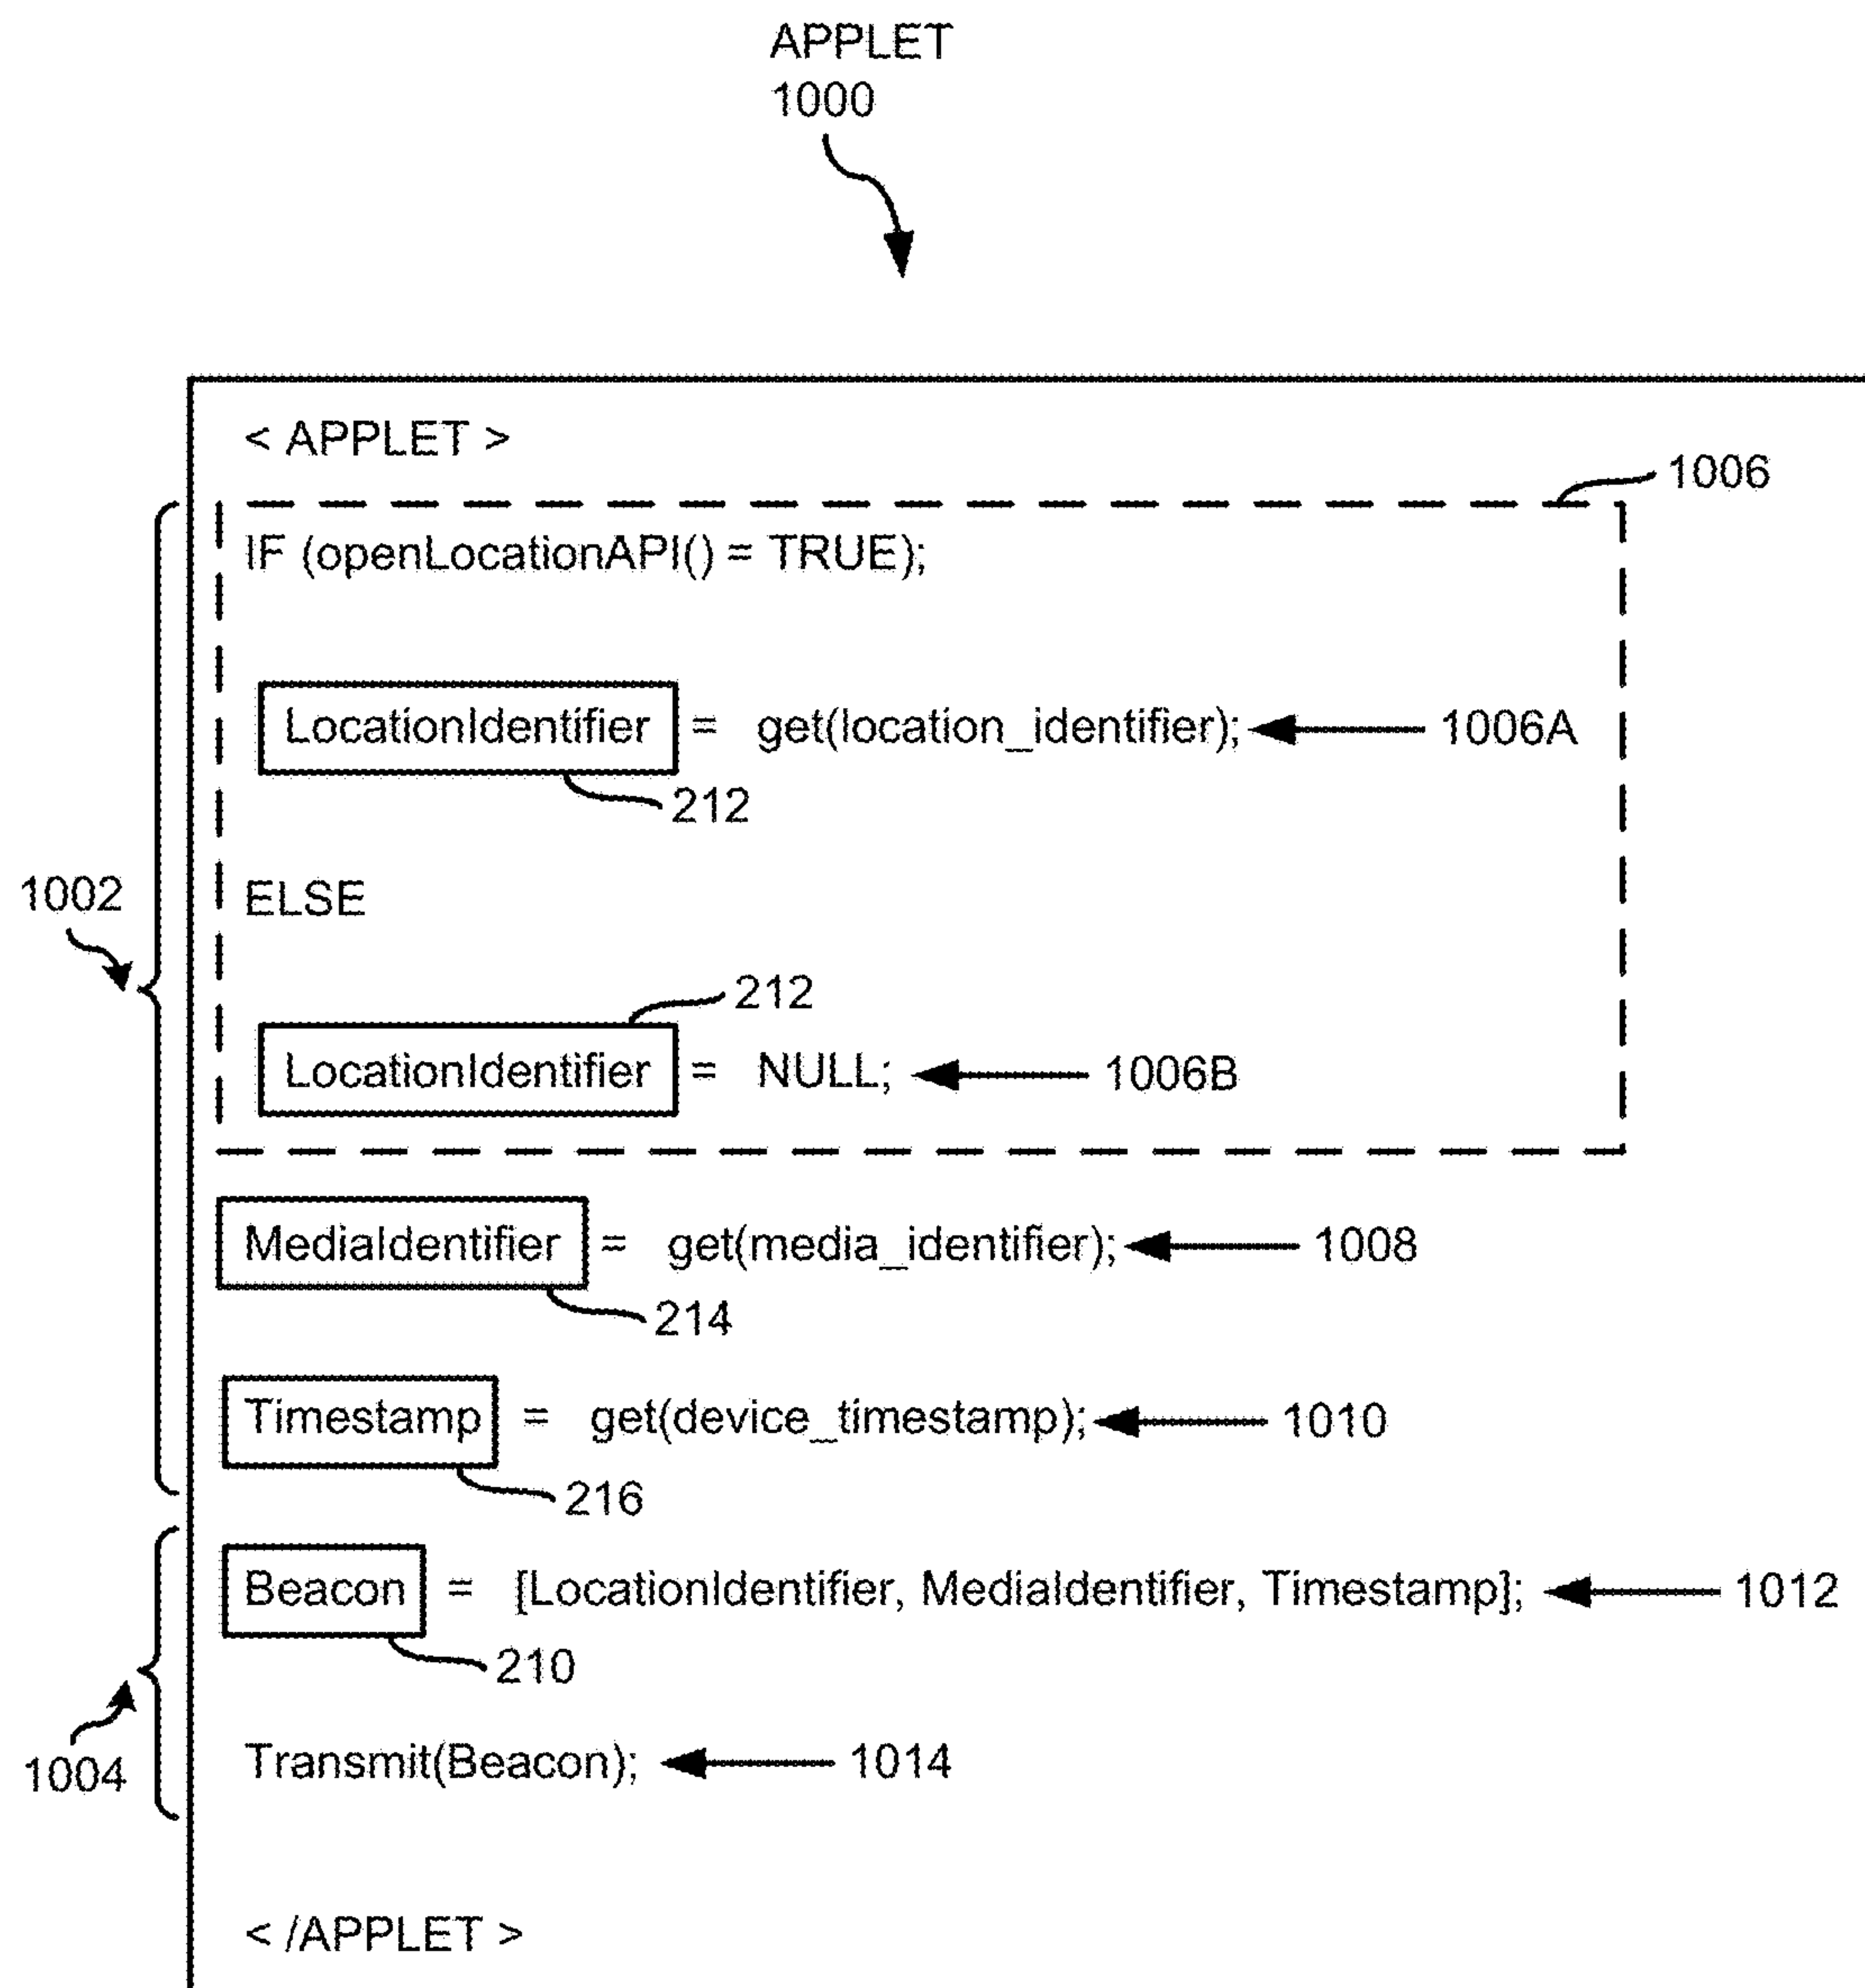 APPLET
1000
< APPLET >
1006
IF (openLocationAPI() = TRUE);
LocationIdentifier = get(location_identifier); 1006A
212
1002
ELSE
212
LocationIdentifier = NULL; 1006B
MediaIdentifier = get(media_identifier); 1008
214
Timestamp = get(device_timestamp); 1010
216
Beacon = [LocationIdentifier, MediaIdentifier, Timestamp]; 1012
210
1004
Transmit(Beacon); 1014
< /APPLET >